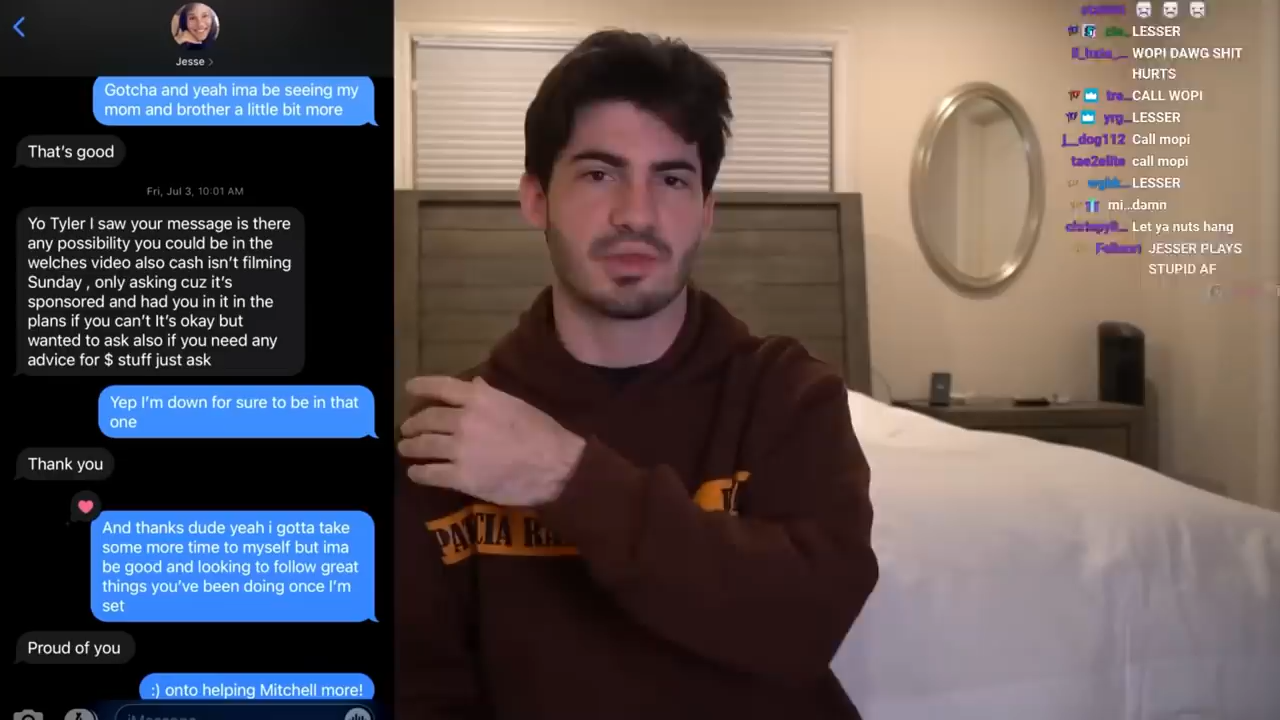 Jesse
Gotcha and yeah ima be seeing my
mom and brother a little bit more
That's good
Fri, Jul 3, 10:01 AM
Yo Tyler I saw your message is there
any possibility you could be in the
welches video also cash isn't filming
Sunday , only asking cuz it's
sponsored and had you in it in the
plans if you can't It's okay but
wanted to ask also if you need any
advice for $ stuff just ask
Yep I'm down for sure to be in that
one
Thank you
And thanks dude yeah i gotta take
some more time to myself but ima
be good and looking to follow great
things you've been doing once I'm
set
Proud of you
:) onto helping Mitchell more!
iMessage
LESSER
WOPI DAWG SHIT
HURTS
tre... CALL WOPI
yrg... LESSER
j__dog112 Call mopi
tae2elite call mopi
LESSER
mi... damn
Let ya nuts hang
JESSER PLAYS
STUPID AF